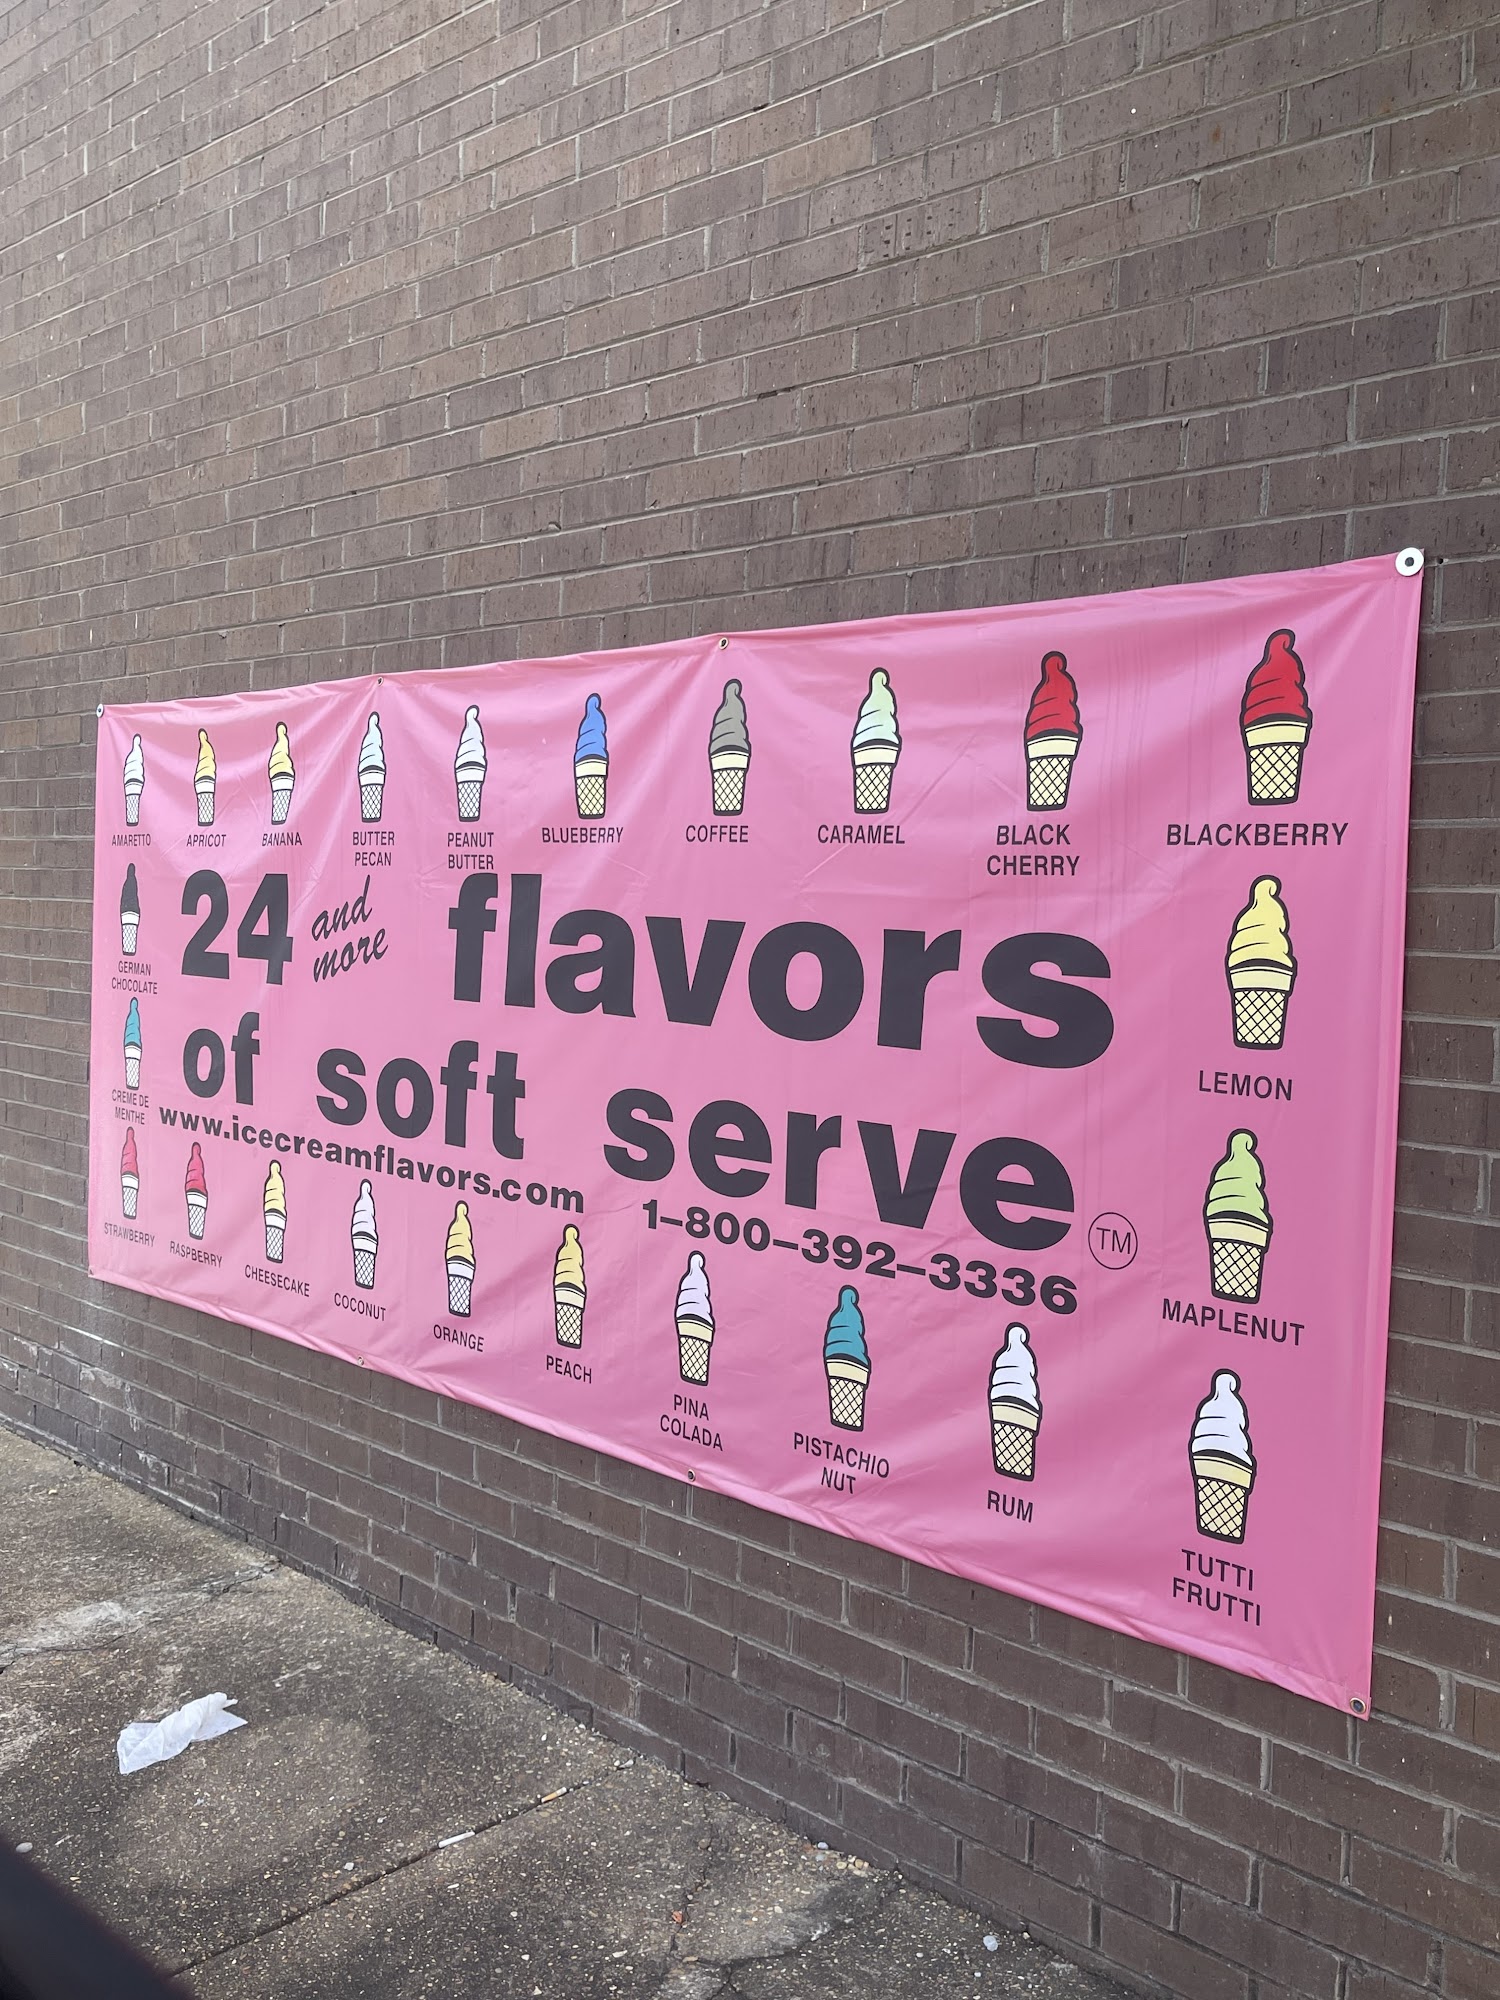 AMARETTO
APRICOT
BANANA
BUTTER
PECAN
PEANUT
BUTTER
BLUEBERRY
COFFEE
CARAMEL
BLACK
CHERRY
BLACKBERRY
24 and more flavors
of soft serve TM
www.icecreamflavors.com 1-800-392-3336
GERMAN
CHOCOLATE
CREME DE
MENTHE
LEMON
MAPLENUT
STRAWBERRY
RASPBERRY
CHEESECAKE
COCONUT
ORANGE
PEACH
PINA
COLADA
PISTACHIO
NUT
RUM
TUTTI
FRUTTI